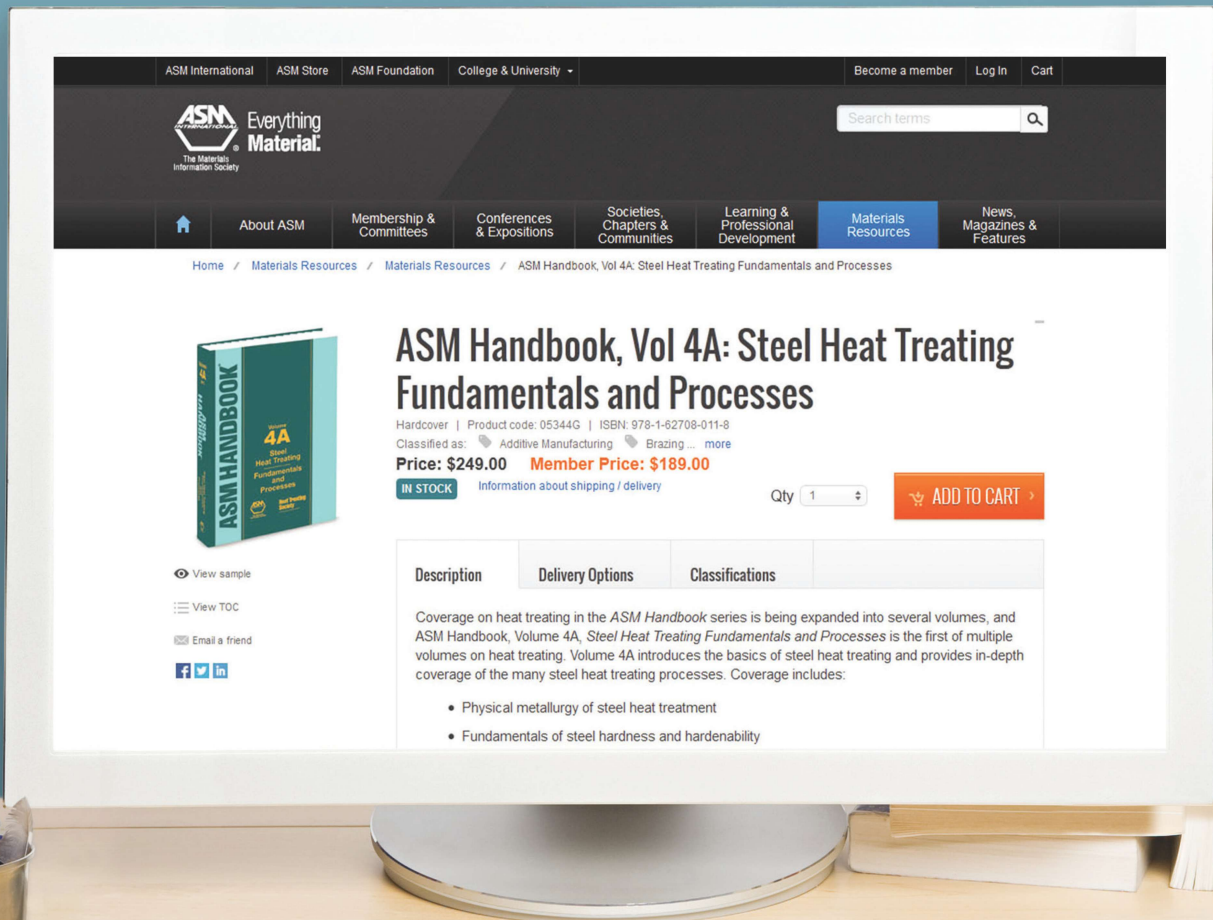 ASM International ASM Store ASM Foundation College & University Become a member Log In Cart
ASM
INTERNATIONAL
The Materials
Information Society
Everything
Material.
Search terms
About ASM
Membership &
Committees
Conferences
& Expositions
Societies,
Chapters &
Communities
Learning &
Professional
Development
Materials
Resources
News,
Magazines &
Features
Home / Materials Resources / Materials Resources / ASM Handbook, Vol 4A: Steel Heat Treating Fundamentals and Processes
ASM HANDBOOK
Volume
4A
Steel
Heat Treating
Fundamentals
and
Processes
ASM Handbook, Vol 4A: Steel Heat Treating
Fundamentals and Processes
Hardcover | Product code: 05344G | ISBN: 978-1-62708-011-8
Classified as: Additive Manufacturing Brazing ... more
Price: $249.00 Member Price: $189.00
IN STOCK Information about shipping / delivery
Qty 1 ADD TO CART
View sample
View TOC
Email a friend
Description Delivery Options Classifications
Coverage on heat treating in the ASM Handbook series is being expanded into several volumes, and
ASM Handbook, Volume 4A, Steel Heat Treating Fundamentals and Processes is the first of multiple
volumes on heat treating. Volume 4A introduces the basics of steel heat treating and provides in-depth
coverage of the many steel heat treating processes. Coverage includes:
• Physical metallurgy of steel heat treatment
• Fundamentals of steel hardness and hardenability